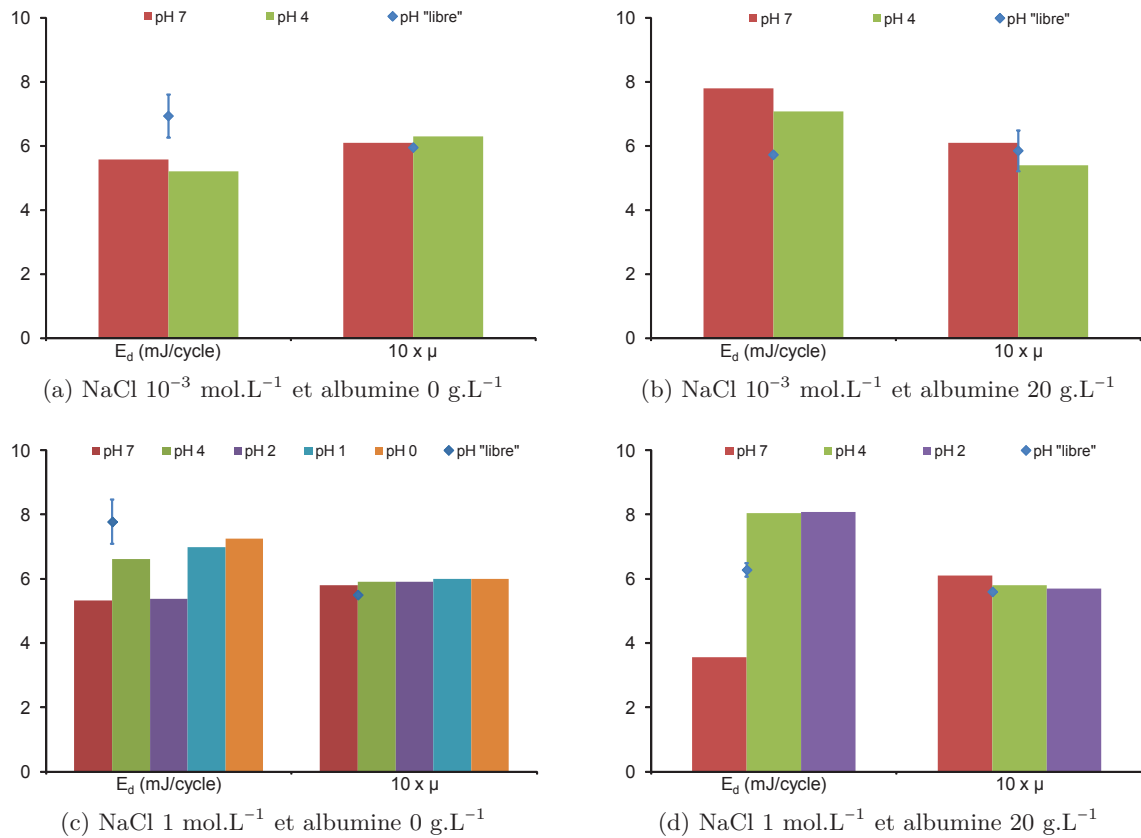 pH 7 pH 4 pH "libre"
10
8
6
4
2
0
E_d (mJ/cycle) 10 x µ
(a) NaCl 10⁻³ mol.L⁻¹ et albumine 0 g.L⁻¹
pH 7 pH 4 pH "libre"
10
8
6
4
2
0
E_d (mJ/cycle) 10 x µ
(b) NaCl 10⁻³ mol.L⁻¹ et albumine 20 g.L⁻¹
pH 7 pH 4 pH 2 pH 1 pH 0 pH "libre"
10
8
6
4
2
0
E_d (mJ/cycle) 10 x µ
(c) NaCl 1 mol.L⁻¹ et albumine 0 g.L⁻¹
pH 7 pH 4 pH 2 pH "libre"
10
8
6
4
2
0
E_d (mJ/cycle) 10 x µ
(d) NaCl 1 mol.L⁻¹ et albumine 20 g.L⁻¹